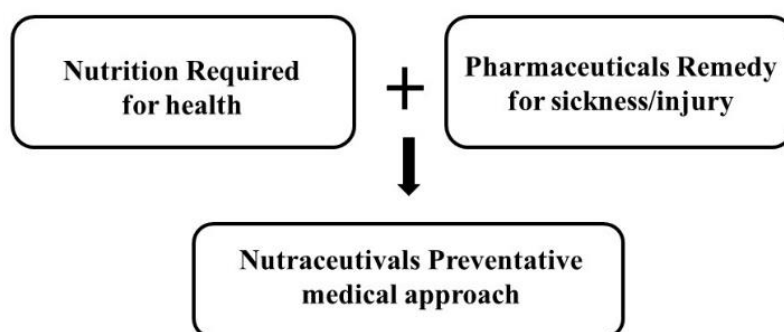 Nutrition Required
for health
+
Pharmaceuticals Remedy
for sickness/injury
Nutraceutivals Preventative
medical approach